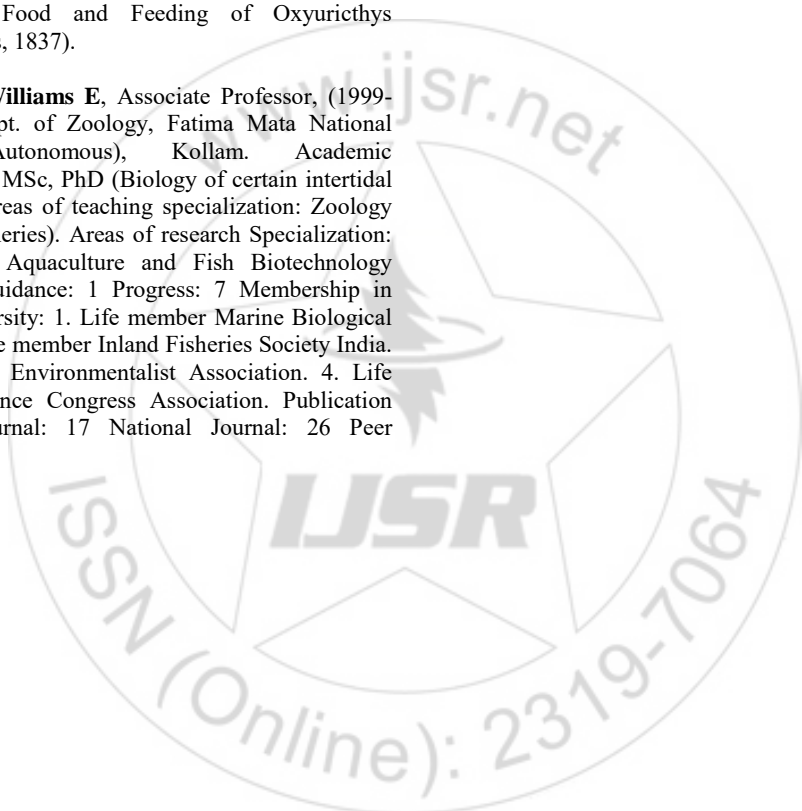 Food and Feeding of Oxyuricthys
, 1837).
Williams E, Associate Professor, (1999-
pt. of Zoology, Fatima Mata National
Autonomous), Kollam. Academic
MSc, PhD (Biology of certain intertidal
reas of teaching specialization: Zoology
eries). Areas of research Specialization:
Aquaculture and Fish Biotechnology
uidance: 1 Progress: 7 Membership in
rsity: 1. Life member Marine Biological
e member Inland Fisheries Society India.
Environmentalist Association. 4. Life
nce Congress Association. Publication
urnal: 17 National Journal: 26 Peer
www.ijsr.net
IJSR
ISSN (Online): 2319-7064